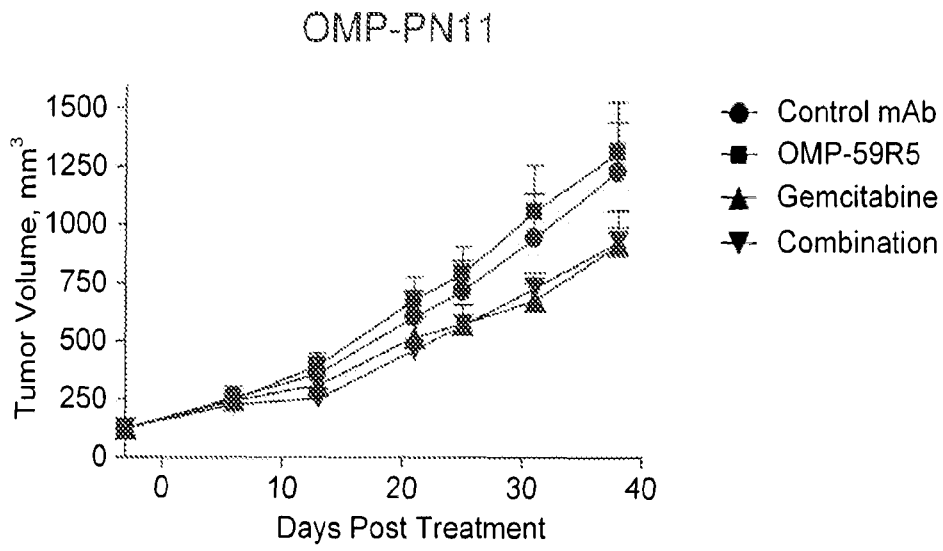 OMP-PN11
Tumor Volume, mm³
1500
1250
1000
750
500
250
0
0 10 20 30 40
Days Post Treatment
Control mAb
OMP-59R5
Gemcitabine
Combination